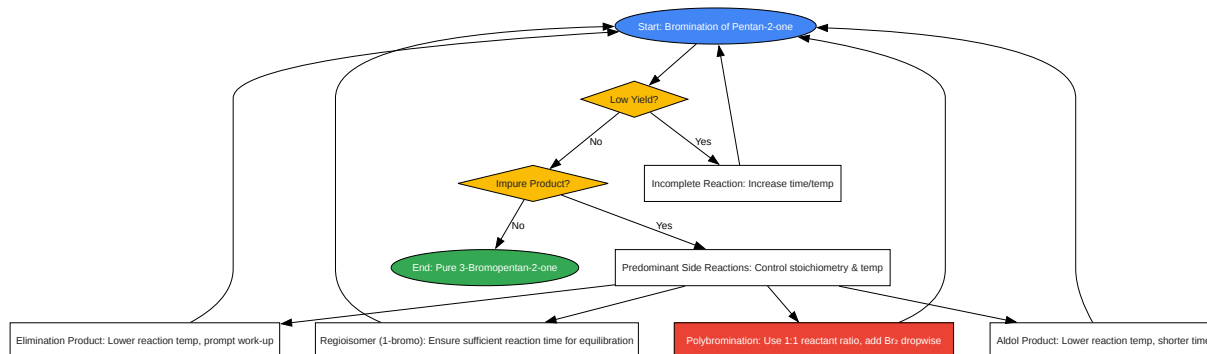 Start: Bromination of Pentan-2-one
Low Yield?
No
Yes
Impure Product?
Incomplete Reaction: Increase time/temp
No
Yes
End: Pure 3-Bromopentan-2-one
Predominant Side Reactions: Control stoichiometry & temp
Elimination Product: Lower reaction temp, prompt work-up
Regioisomer (1-bromo): Ensure sufficient reaction time for equilibration
Polybromination: Use 1:1 reactant ratio, add Br₂ dropwise
Aldol Product: Lower reaction temp, shorter time